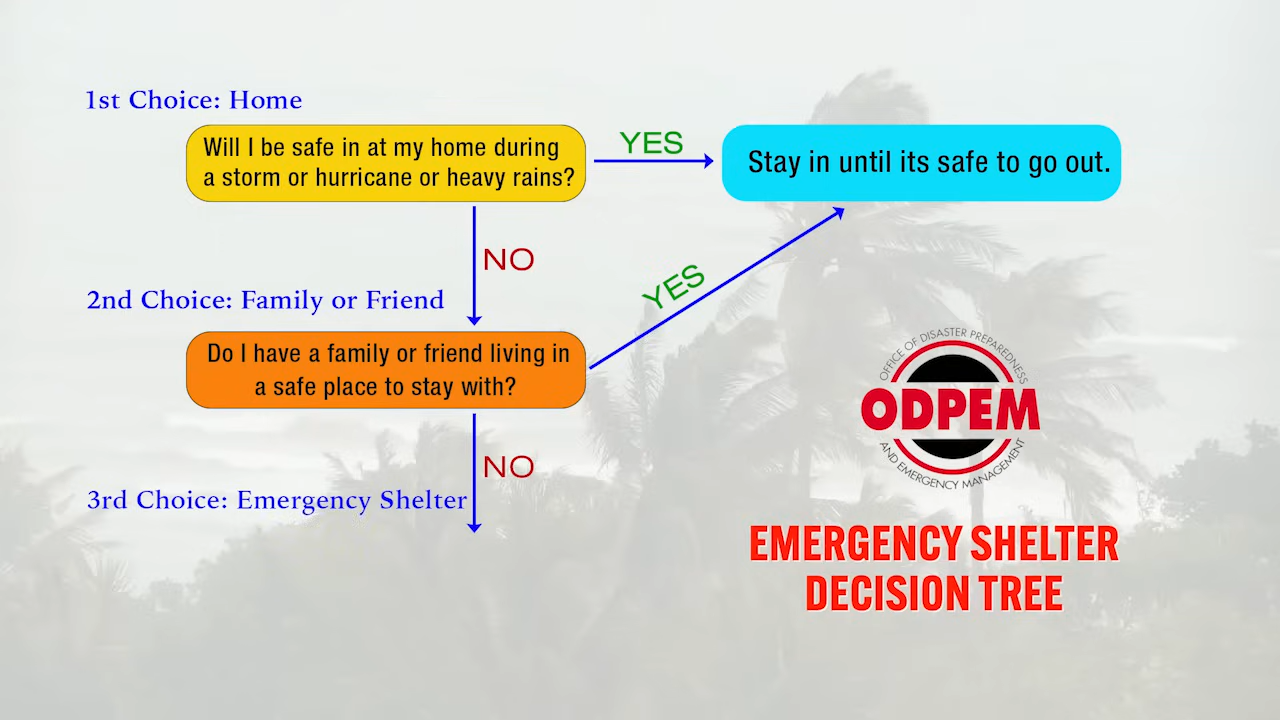 1st Choice: Home
Will I be safe in at my home during
a storm or hurricane or heavy rains?
YES
Stay in until its safe to go out.
NO
2nd Choice: Family or Friend
Do I have a family or friend living in
a safe place to stay with?
YES
NO
3rd Choice: Emergency Shelter
OFFICE OF DISASTER PREPAREDNESS
ODPEM
AND EMERGENCY MANAGEMENT
EMERGENCY SHELTER
DECISION TREE